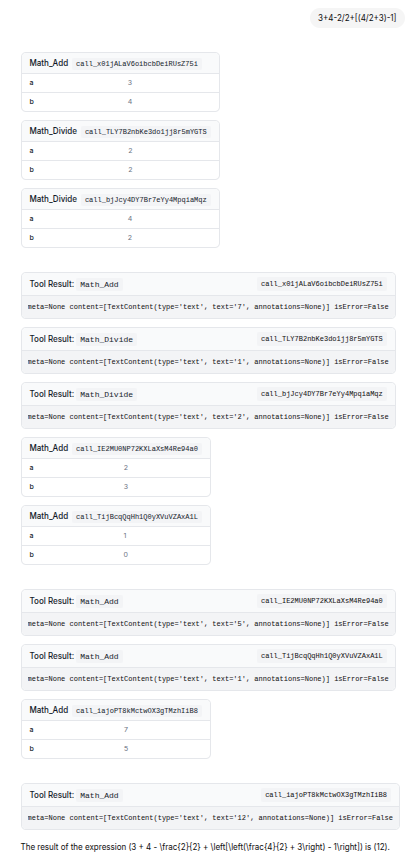 3+4-2/2+[(4/2+3)-1]
Math_Add call_x01jALaV6oibcbDeiRUsZ75i
a 3
b 4
Math_Divide call_TLY7B2nbKe3do1jj8r5mYGTS
a 2
b 2
Math_Divide call_bjJcy4DY7Br7eYy4MpqiaMqz
a 4
b 2
Tool Result: Math_Add call_x01jALaV6oibcbDeiRUsZ75i
meta=None content=[TextContent(type='text', text='7', annotations=None)] isError=False
Tool Result: Math_Divide call_TLY7B2nbKe3do1jj8r5mYGTS
meta=None content=[TextContent(type='text', text='1', annotations=None)] isError=False
Tool Result: Math_Divide call_bjJcy4DY7Br7eYy4MpqiaMqz
meta=None content=[TextContent(type='text', text='2', annotations=None)] isError=False
Math_Add call_IE2MU0NP72KXLaXsM4Re94a0
a 2
b 3
Math_Add call_TijBcqQqHh1Q0yXVuVZAxA1L
a 1
b 0
Tool Result: Math_Add call_IE2MU0NP72KXLaXsM4Re94a0
meta=None content=[TextContent(type='text', text='5', annotations=None)] isError=False
Tool Result: Math_Add call_TijBcqQqHh1Q0yXVuVZAxA1L
meta=None content=[TextContent(type='text', text='1', annotations=None)] isError=False
Math_Add call_iajoPT8kMctwOX3gTMzhIiB8
a 7
b 5
Tool Result: Math_Add call_iajoPT8kMctwOX3gTMzhIiB8
meta=None content=[TextContent(type='text', text='12', annotations=None)] isError=False
The result of the expression (3 + 4 - \frac{2}{2} + \left[\left(\frac{4}{2} + 3\right) - 1\right]) is (12).